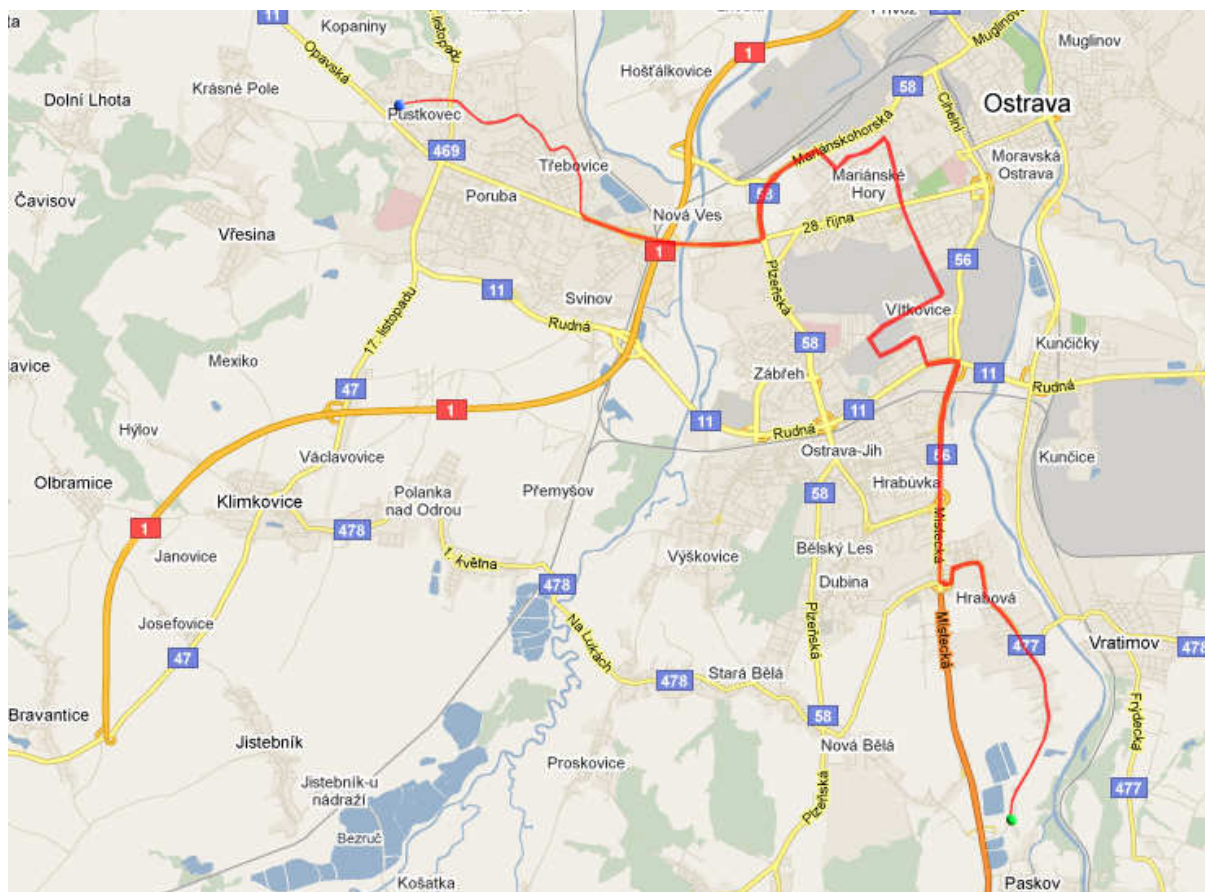 Lhota
11
Kopaniny
listopadu
Přívoz
Muglinov
Muglinov
Opavská
1
Hošťálkovice
58
Krásné Pole
Dolní Lhota
Pustkovec
Cihelní
Ostrava
469
Mariánskohorská
Třebovice
Moravská
Ostrava
Mariánské
Hory
Čavisov
Poruba
58
Nová Ves
28. října
Vřesina
1
56
Plzeňská
11
Svinov
Vítkovice
17. listopadu
Rudná
58
Kunčičky
Mexiko
avice
Zábřeh
11
Rudná
47
1
11
11
Hýlov
Rudná
Václavovice
Ostrava-Jih
56
Kunčice
Olbramice
Polanka
nad Odrou
Přemyšov
Hrabůvka
Klimkovice
58
1
478
Místecká
Janovice
Výškovice
Bělský Les
1. května
478
Dubina
Hrabová
Josefovice
Na Lukách
Plzeňská
Místecká
477
Vratimov
478
47
478
Stará Bělá
Frýdecká
Bravantice
58
Jistebník
Nová Bělá
Proskovice
Jistebník-u
nádraží
Plzeňská
477
Bezruč
Košatka
Paskov